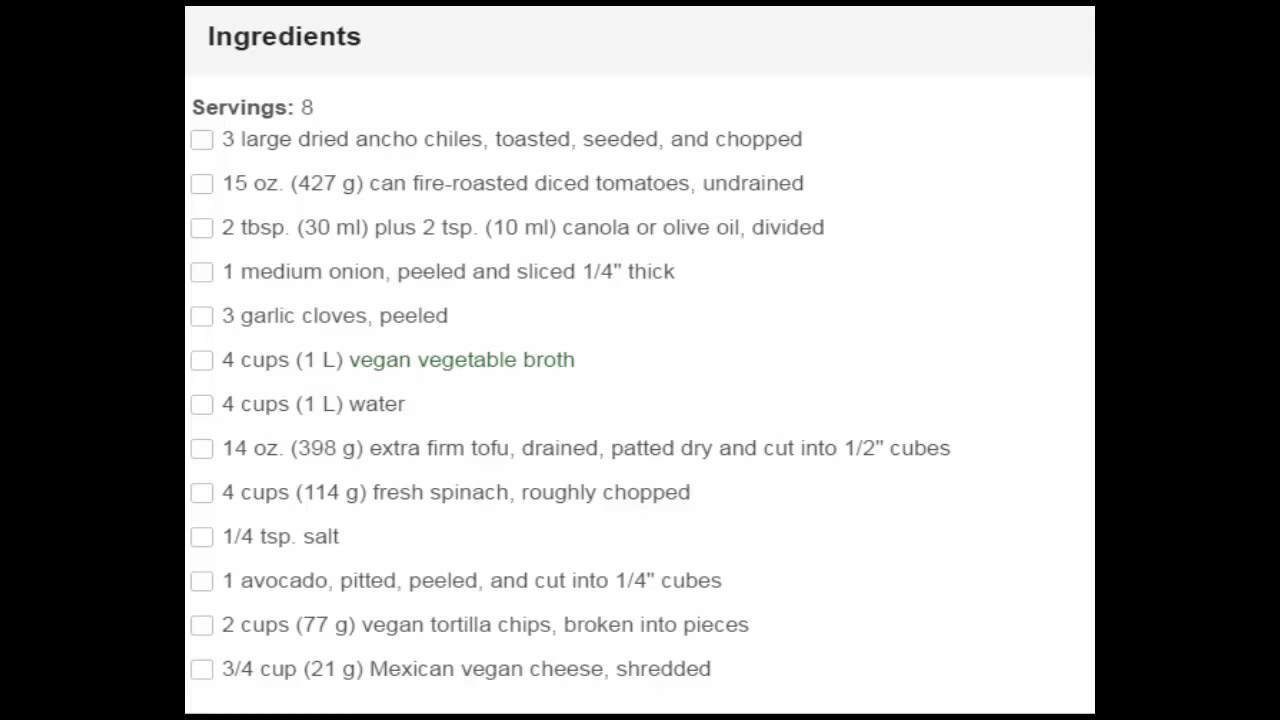 Ingredients
Servings: 8
3 large dried ancho chiles, toasted, seeded, and chopped
15 oz. (427 g) can fire-roasted diced tomatoes, undrained
2 tbsp. (30 ml) plus 2 tsp. (10 ml) canola or olive oil, divided
1 medium onion, peeled and sliced 1/4" thick
3 garlic cloves, peeled
4 cups (1 L) vegan vegetable broth
4 cups (1 L) water
14 oz. (398 g) extra firm tofu, drained, patted dry and cut into 1/2" cubes
4 cups (114 g) fresh spinach, roughly chopped
1/4 tsp. salt
1 avocado, pitted, peeled, and cut into 1/4" cubes
2 cups (77 g) vegan tortilla chips, broken into pieces
3/4 cup (21 g) Mexican vegan cheese, shredded